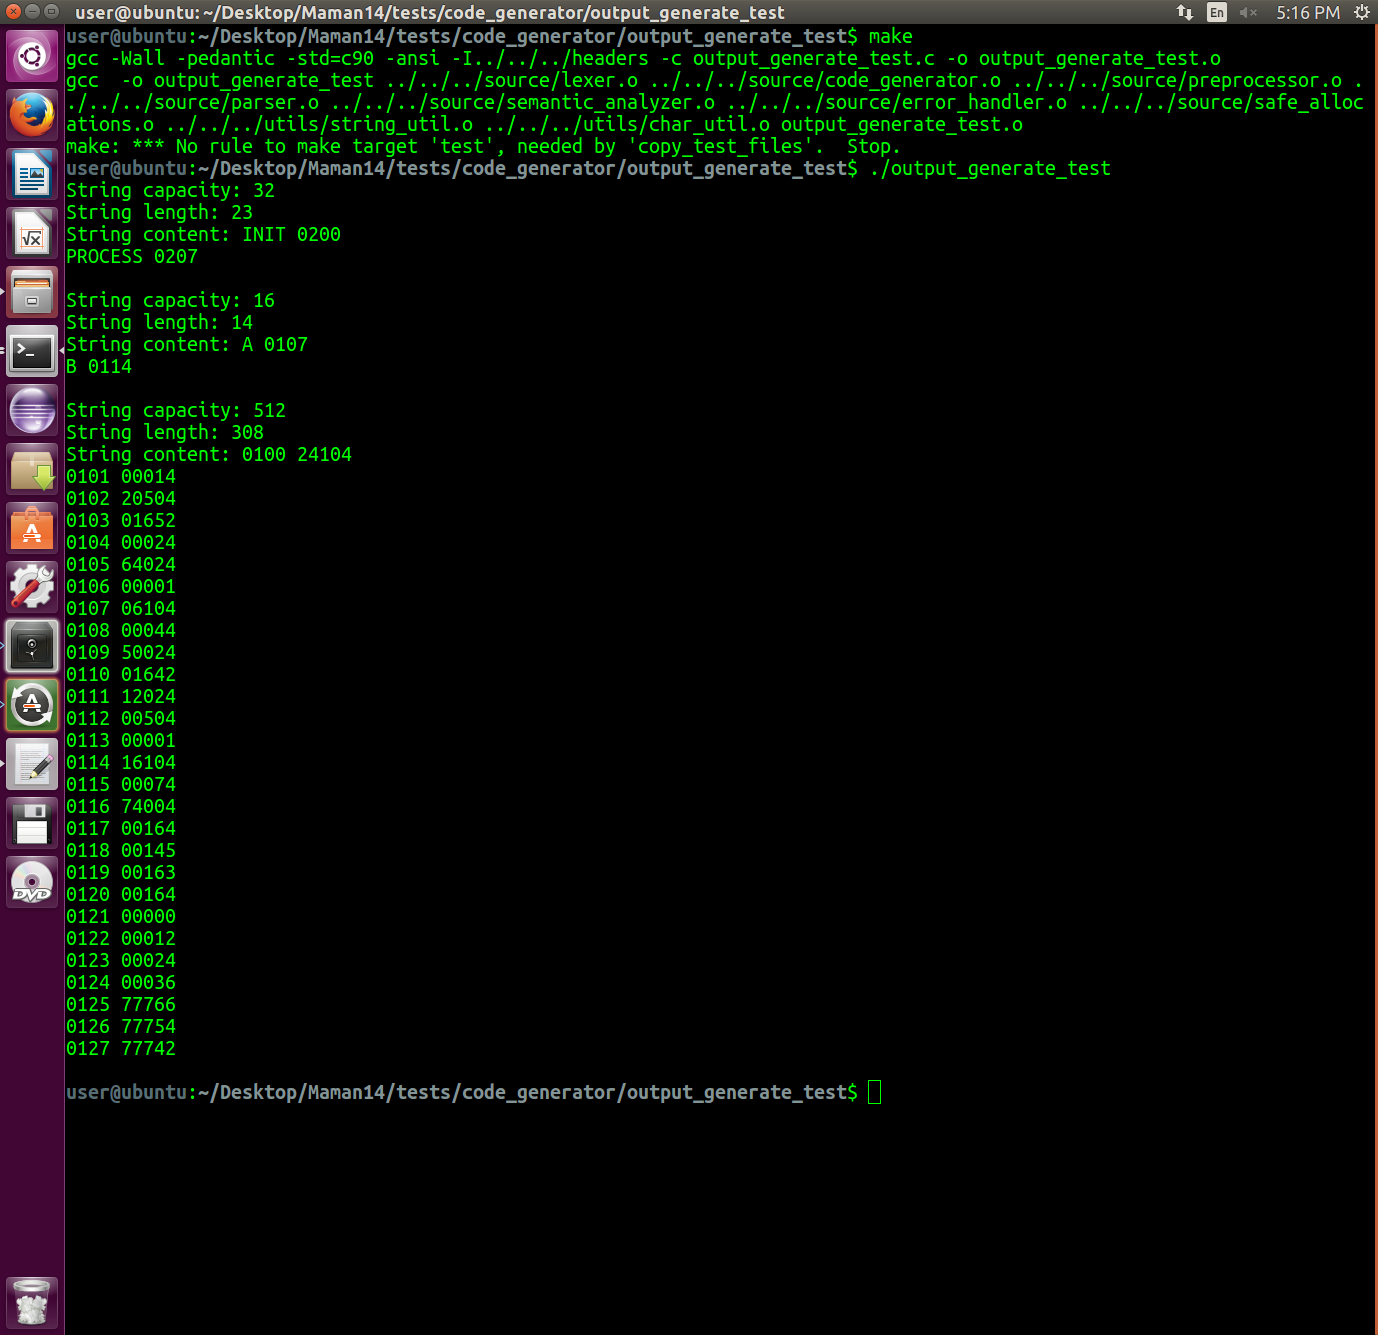 user@ubuntu: ~/Desktop/Maman14/tests/code_generator/output_generate_test
En
5:16 PM
user@ubuntu:~/Desktop/Maman14/tests/code_generator/output_generate_test$ make
gcc -Wall -pedantic -std=c90 -ansi -I../../../headers -c output_generate_test.c -o output_generate_test.o
gcc  -o output_generate_test ../../../source/lexer.o ../../../source/code_generator.o ../../../source/preprocessor.o .
./../../source/parser.o ../../../source/semantic_analyzer.o ../../../source/error_handler.o ../../../source/safe_alloc
ations.o ../../../utils/string_util.o ../../../utils/char_util.o output_generate_test.o
make: *** No rule to make target 'test', needed by 'copy_test_files'.  Stop.
user@ubuntu:~/Desktop/Maman14/tests/code_generator/output_generate_test$ ./output_generate_test
String capacity: 32
String length: 23
String content: INIT 0200
PROCESS 0207
String capacity: 16
String length: 14
String content: A 0107
B 0114
String capacity: 512
String length: 308
String content: 0100 24104
0101 00014
0102 20504
0103 01652
0104 00024
0105 64024
0106 00001
0107 06104
0108 00044
0109 50024
0110 01642
0111 12024
0112 00504
0113 00001
0114 16104
0115 00074
0116 74004
0117 00164
0118 00145
0119 00163
0120 00164
0121 00000
0122 00012
0123 00024
0124 00036
0125 77766
0126 77754
0127 77742
user@ubuntu:~/Desktop/Maman14/tests/code_generator/output_generate_test$